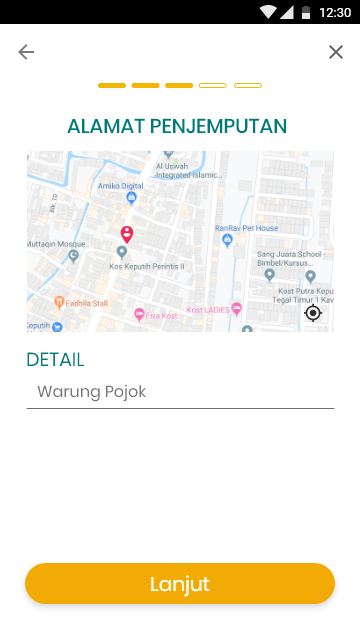 12:30
ALAMAT PENJEMPUTAN
Al Uswah
Integrated Islamic...
Amiko Digital
Blk. 10
RanRav Pet House
Muttaqin Mosque
Kos Keputih Perintis II
Sang Juara School -
Bimbel/Kursus...
Kost Putra Kepu
Tegal Timur 1 Kav
Fadhila Stall
Fiva Kost
Kost LADIES
Keputih
DETAIL
Warung Pojok
Lanjut